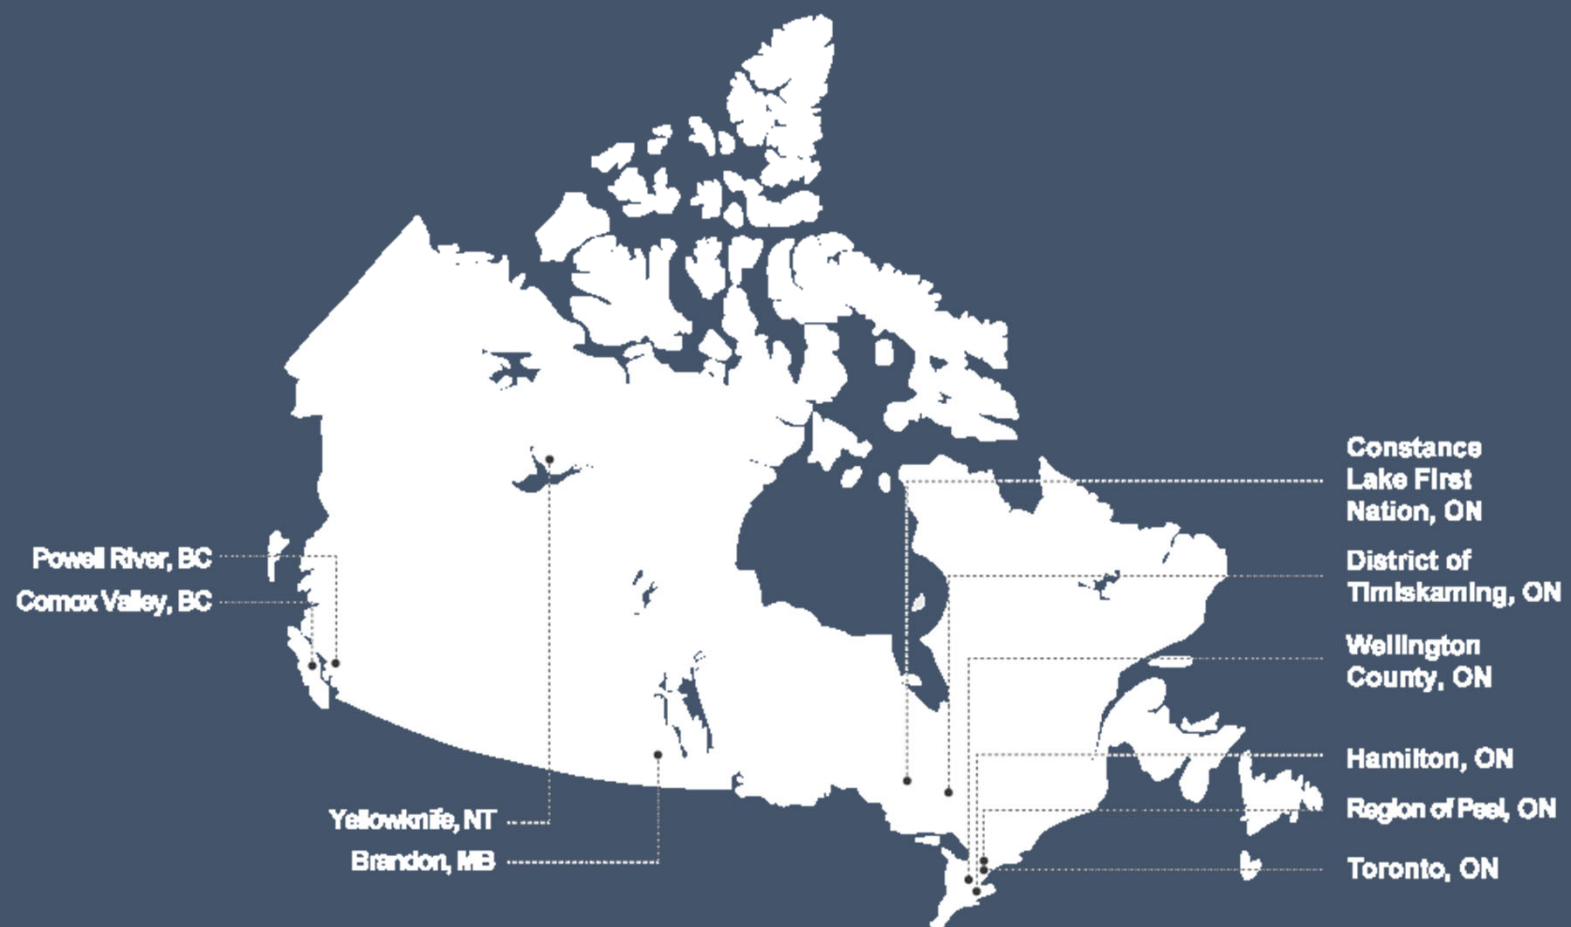 Constance
Lake First
Nation, ON
Powell River, BC
District of
Timiskaming, ON
Comox Valley, BC
Wellington
County, ON
Hamilton, ON
Region of Peel, ON
Yellowknife, NT
Brandon, MB
Toronto, ON